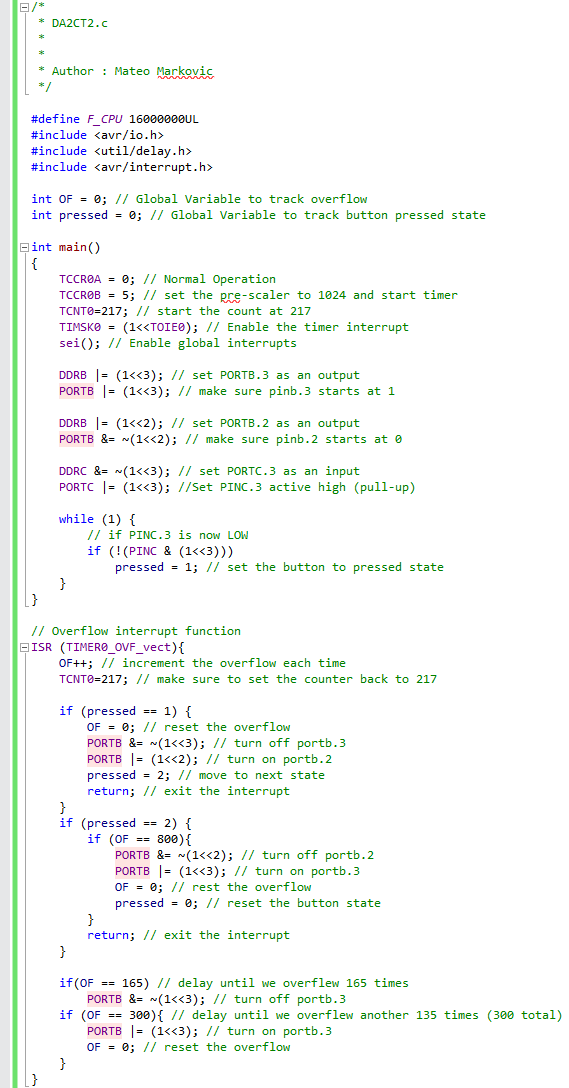 /*
 * DA2CT2.c
 *
 *
 * Author : Mateo Markovic
 */

#define F_CPU 16000000UL
#include <avr/io.h>
#include <util/delay.h>
#include <avr/interrupt.h>

int OF = 0; // Global Variable to track overflow
int pressed = 0; // Global Variable to track button pressed state

int main()
{
    TCCR0A = 0; // Normal Operation
    TCCR0B = 5; // set the pre-scaler to 1024 and start timer
    TCNT0=217; // start the count at 217
    TIMSK0 = (1<<TOIE0); // Enable the timer interrupt
    sei(); // Enable global interrupts

    DDRB |= (1<<3); // set PORTB.3 as an output
    PORTB |= (1<<3); // make sure pinb.3 starts at 1

    DDRB |= (1<<2); // set PORTB.2 as an output
    PORTB &= ~(1<<2); // make sure pinb.2 starts at 0

    DDRC &= ~(1<<3); // set PORTC.3 as an input
    PORTC |= (1<<3); //Set PINC.3 active high (pull-up)

    while (1) {
        // if PINC.3 is now LOW
        if (!(PINC & (1<<3)))
            pressed = 1; // set the button to pressed state
    }
}

// Overflow interrupt function
ISR (TIMER0_OVF_vect){
    OF++; // increment the overflow each time
    TCNT0=217; // make sure to set the counter back to 217

    if (pressed == 1) {
        OF = 0; // reset the overflow
        PORTB &= ~(1<<3); // turn off portb.3
        PORTB |= (1<<2); // turn on portb.2
        pressed = 2; // move to next state
        return; // exit the interrupt
    }
    if (pressed == 2) {
        if (OF == 800){
            PORTB &= ~(1<<2); // turn off portb.2
            PORTB |= (1<<3); // turn on portb.3
            OF = 0; // rest the overflow
            pressed = 0; // reset the button state
        }
        return; // exit the interrupt
    }

    if(OF == 165) // delay until we overflew 165 times
        PORTB &= ~(1<<3); // turn off portb.3
    if (OF == 300){ // delay until we overflew another 135 times (300 total)
        PORTB |= (1<<3); // turn on portb.3
        OF = 0; // reset the overflow
    }
}